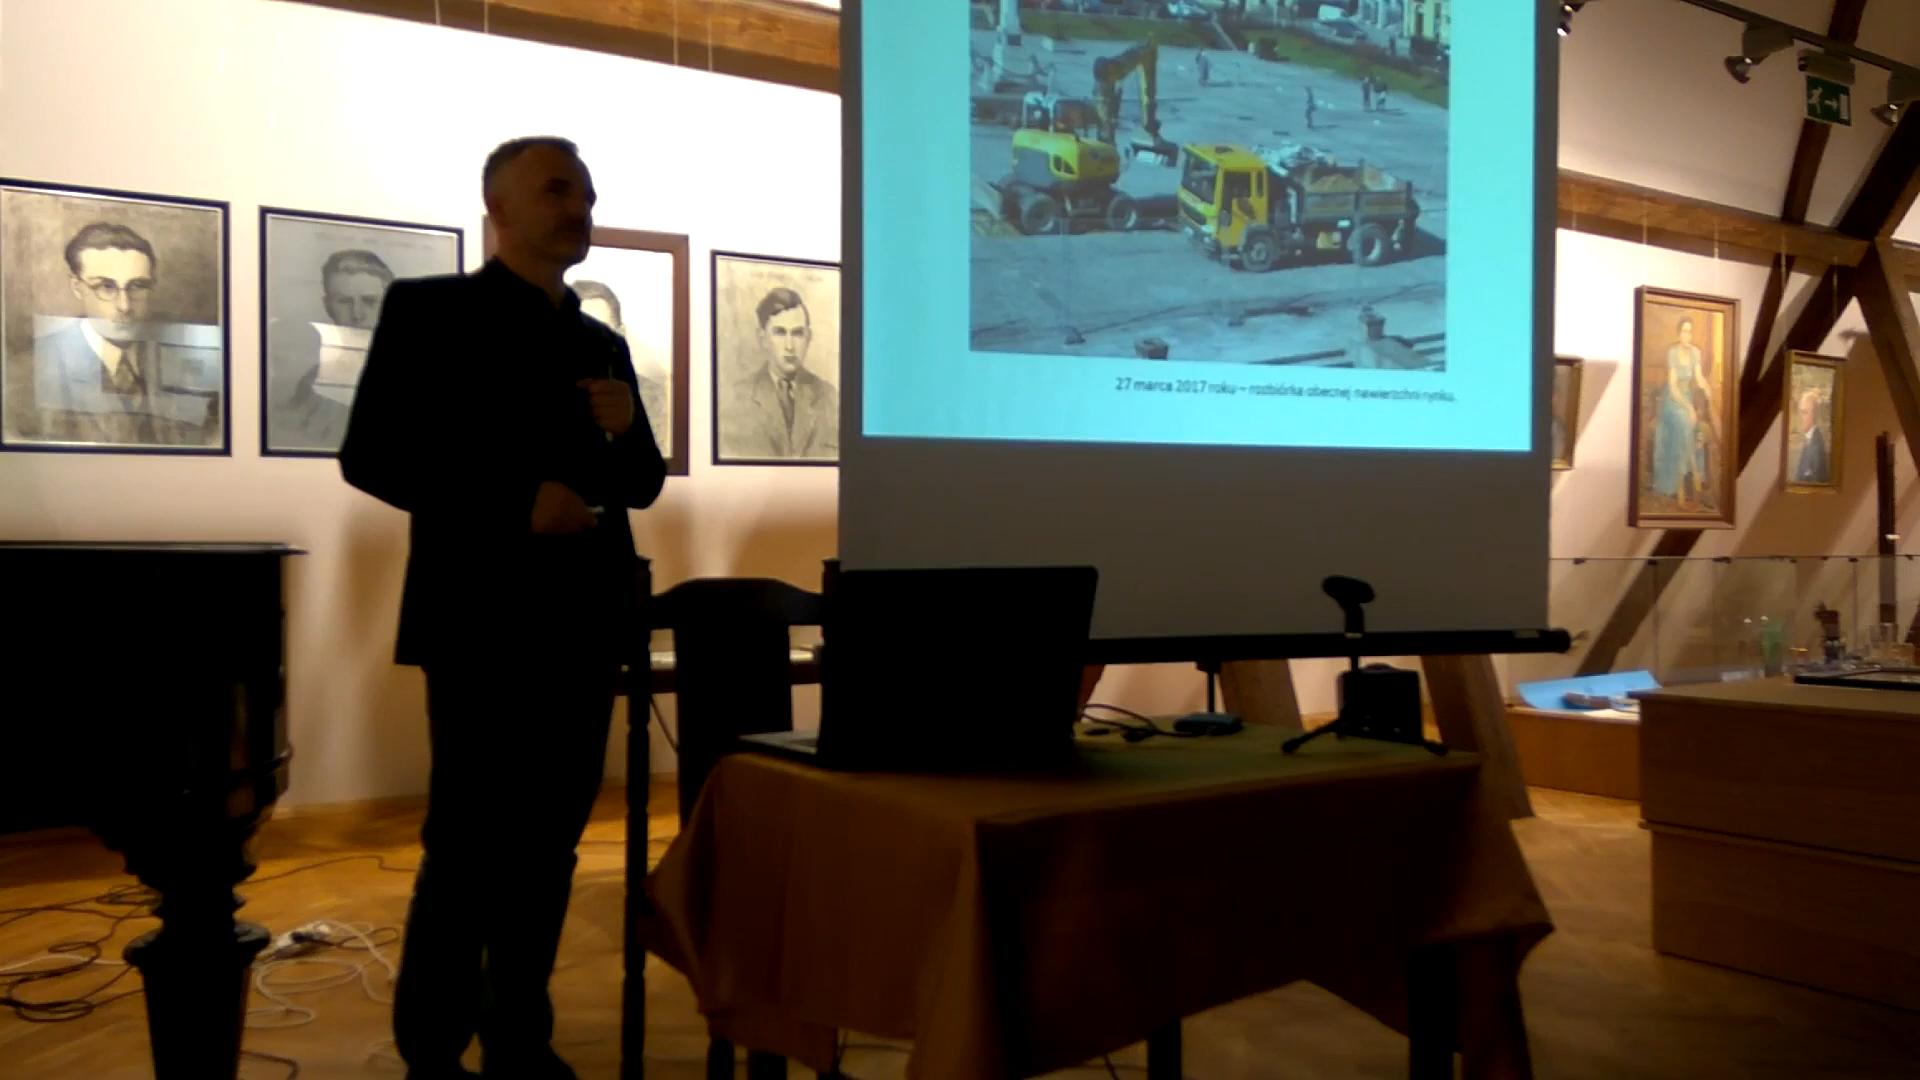 27 marca 2017 roku – rozbiórka obecnej nawierzchni rynku.